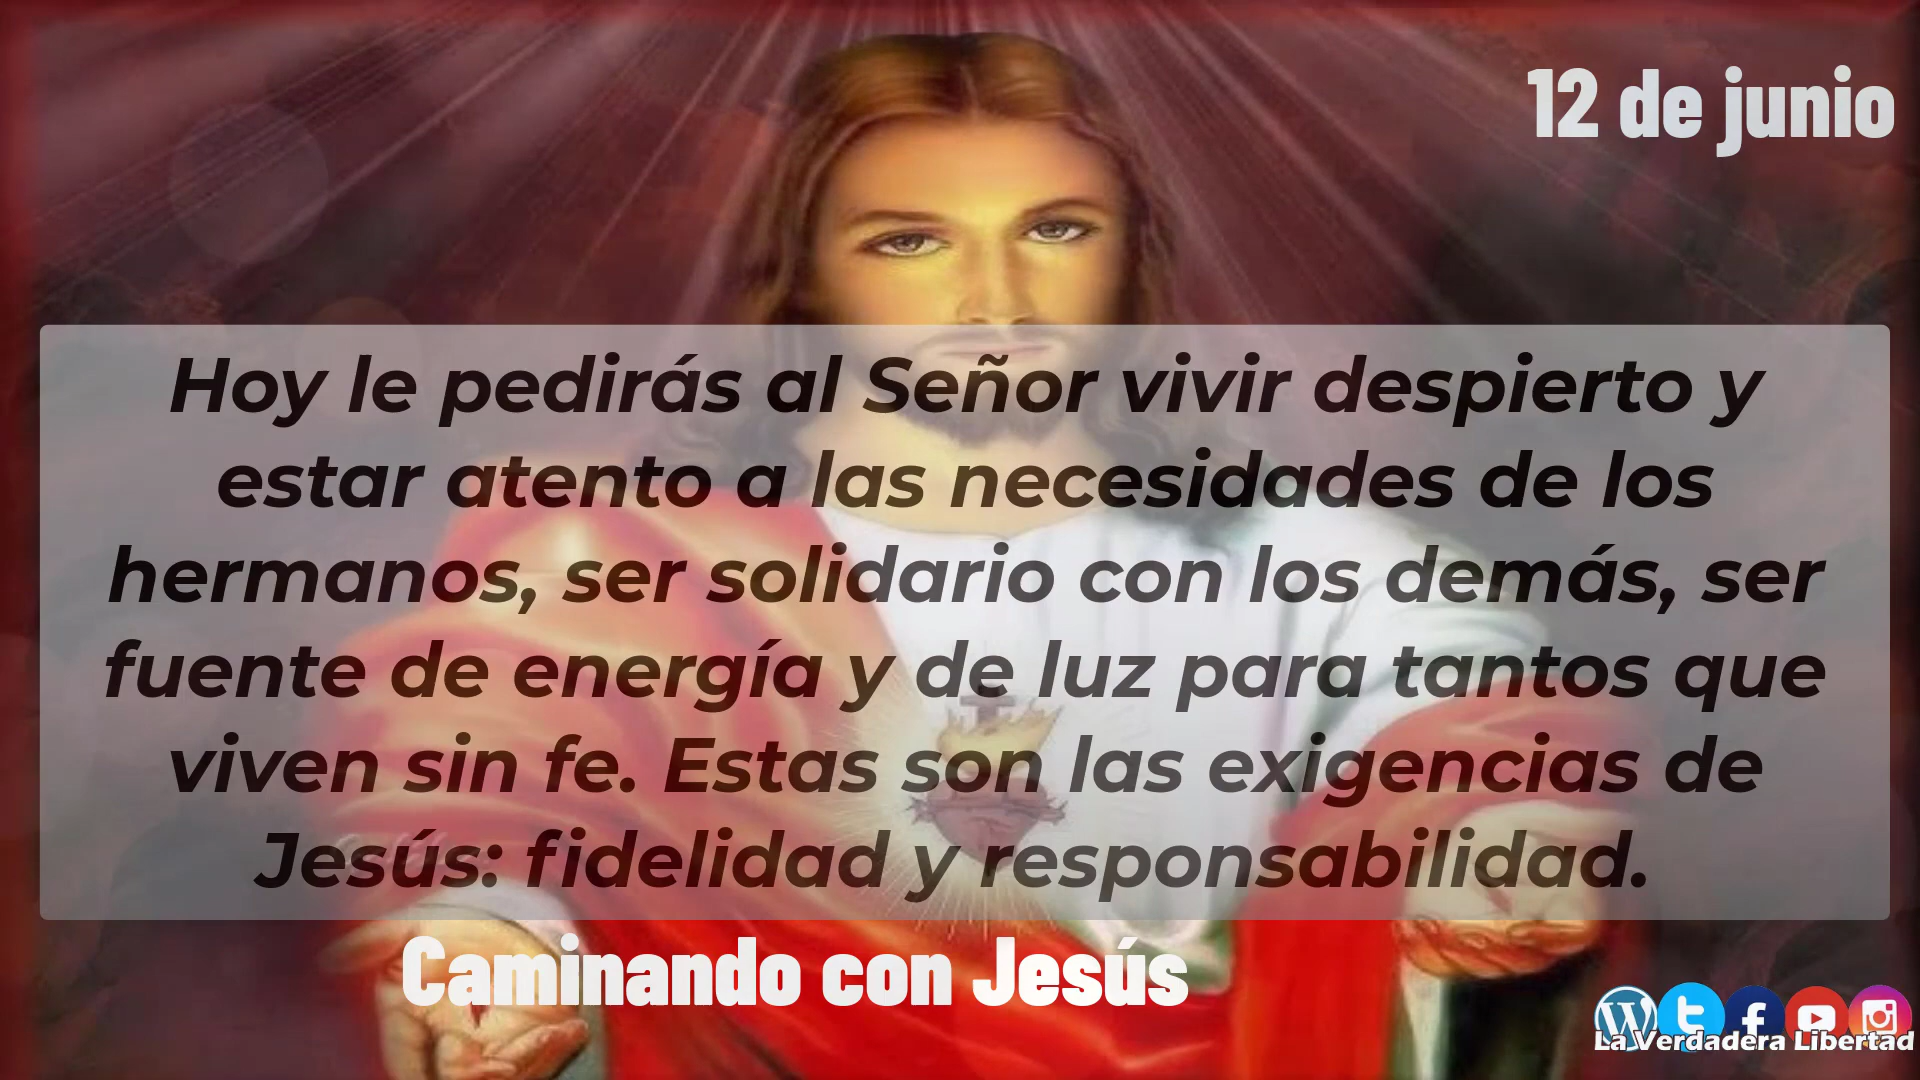 12 de junio
Hoy le pedirás al Señor vivir despierto y
estar atento a las necesidades de los
hermanos, ser solidario con los demás, ser
fuente de energía y de luz para tantos que
viven sin fe. Estas son las exigencias de
Jesús: fidelidad y responsabilidad.
Caminando con Jesús
La Verdadera Libertad